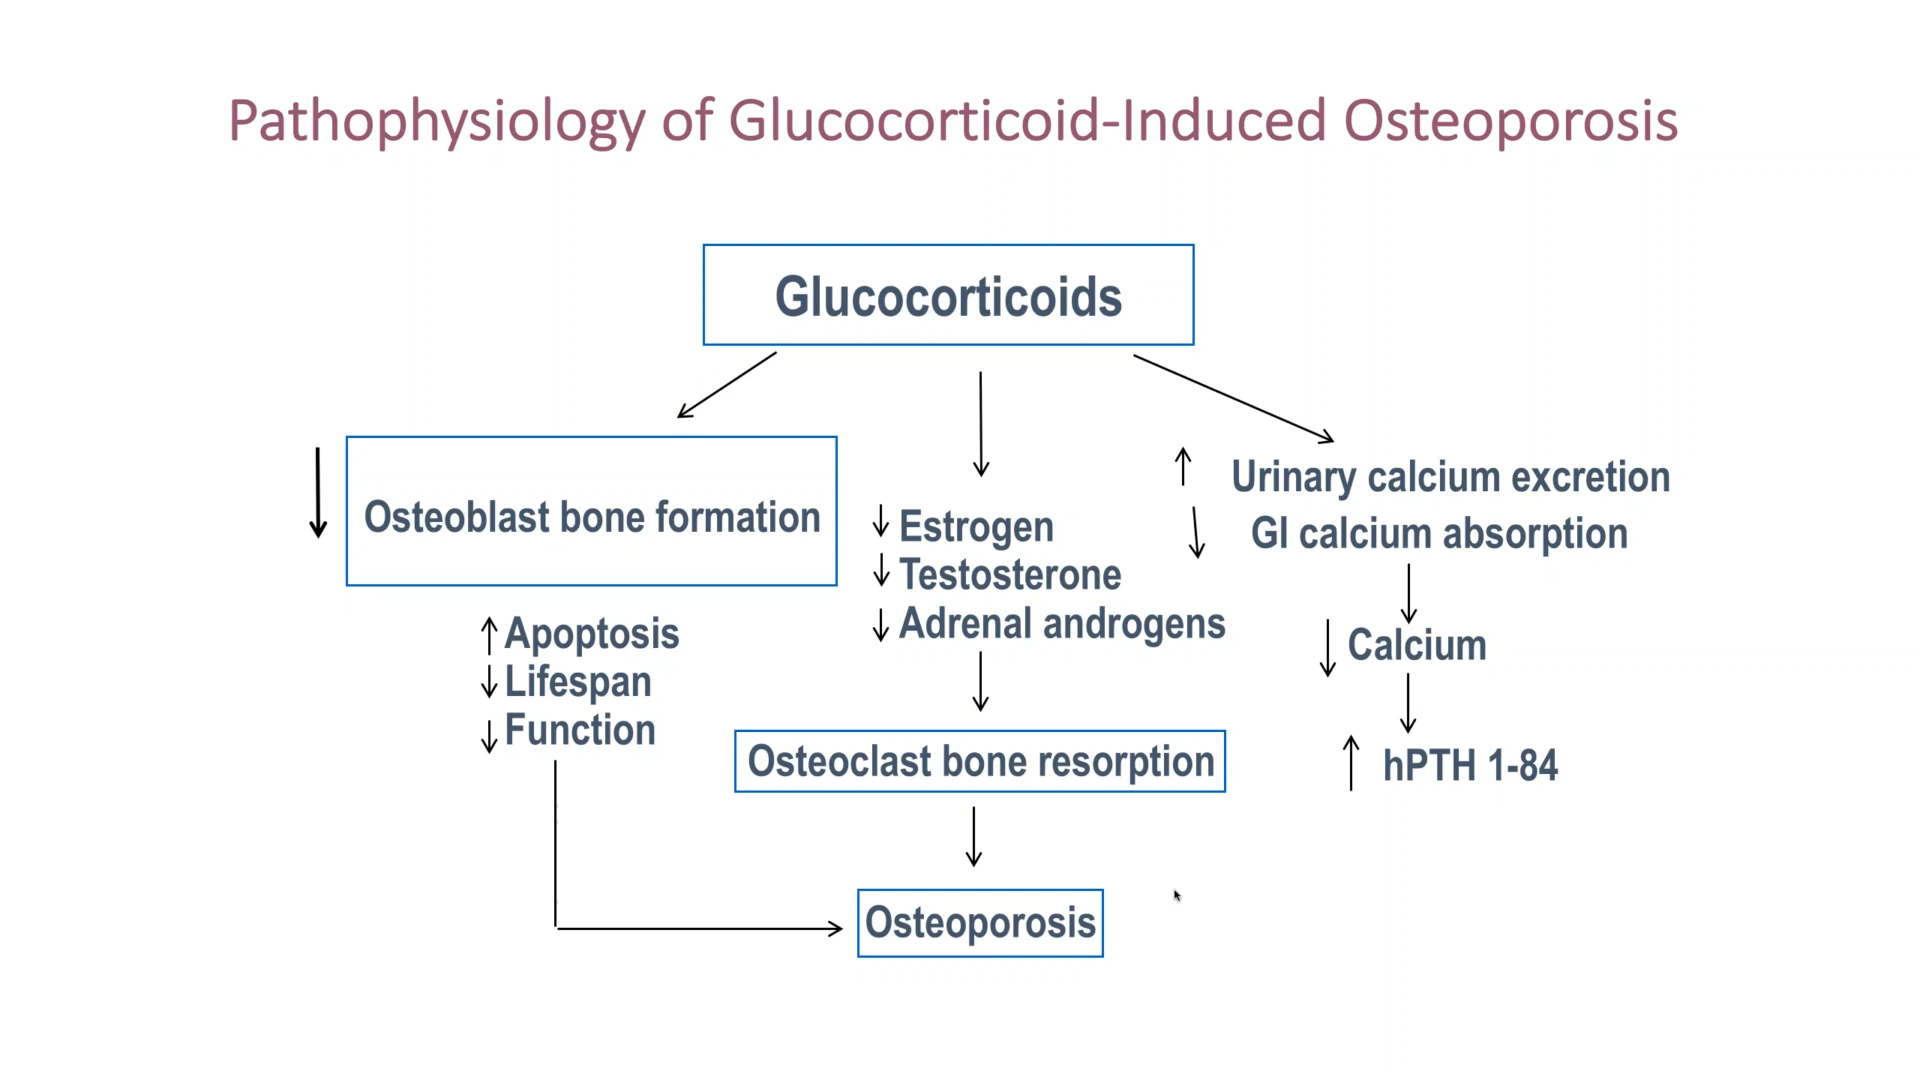 Pathophysiology of Glucocorticoid-Induced Osteoporosis
Glucocorticoids
Osteoblast bone formation
Apoptosis
Lifespan
Function
Estrogen
Testosterone
Adrenal androgens
Osteoclast bone resorption
Urinary calcium excretion
GI calcium absorption
Calcium
hPTH 1-84
Osteoporosis